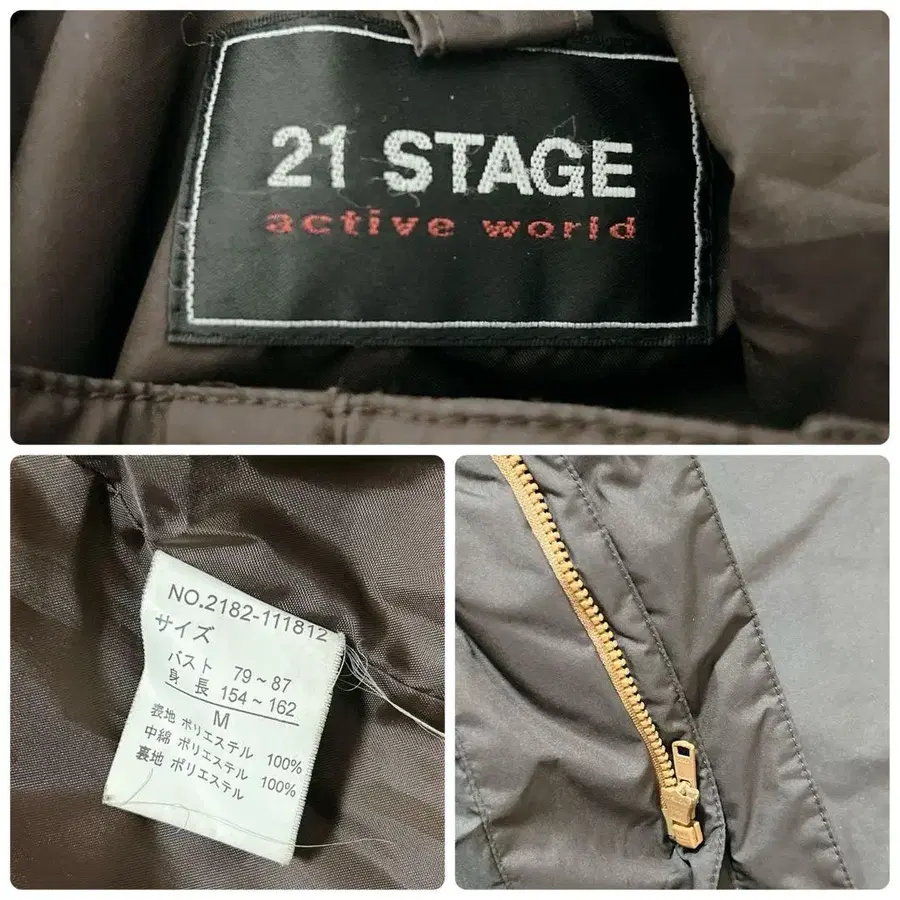 21 STAGE
active world
NO.2182-111812
サイズ
バスト 79~87
身長 154~162
M
表地 ポリエステル 100%
中綿 ポリエステル 100%
裏地 ポリエステル